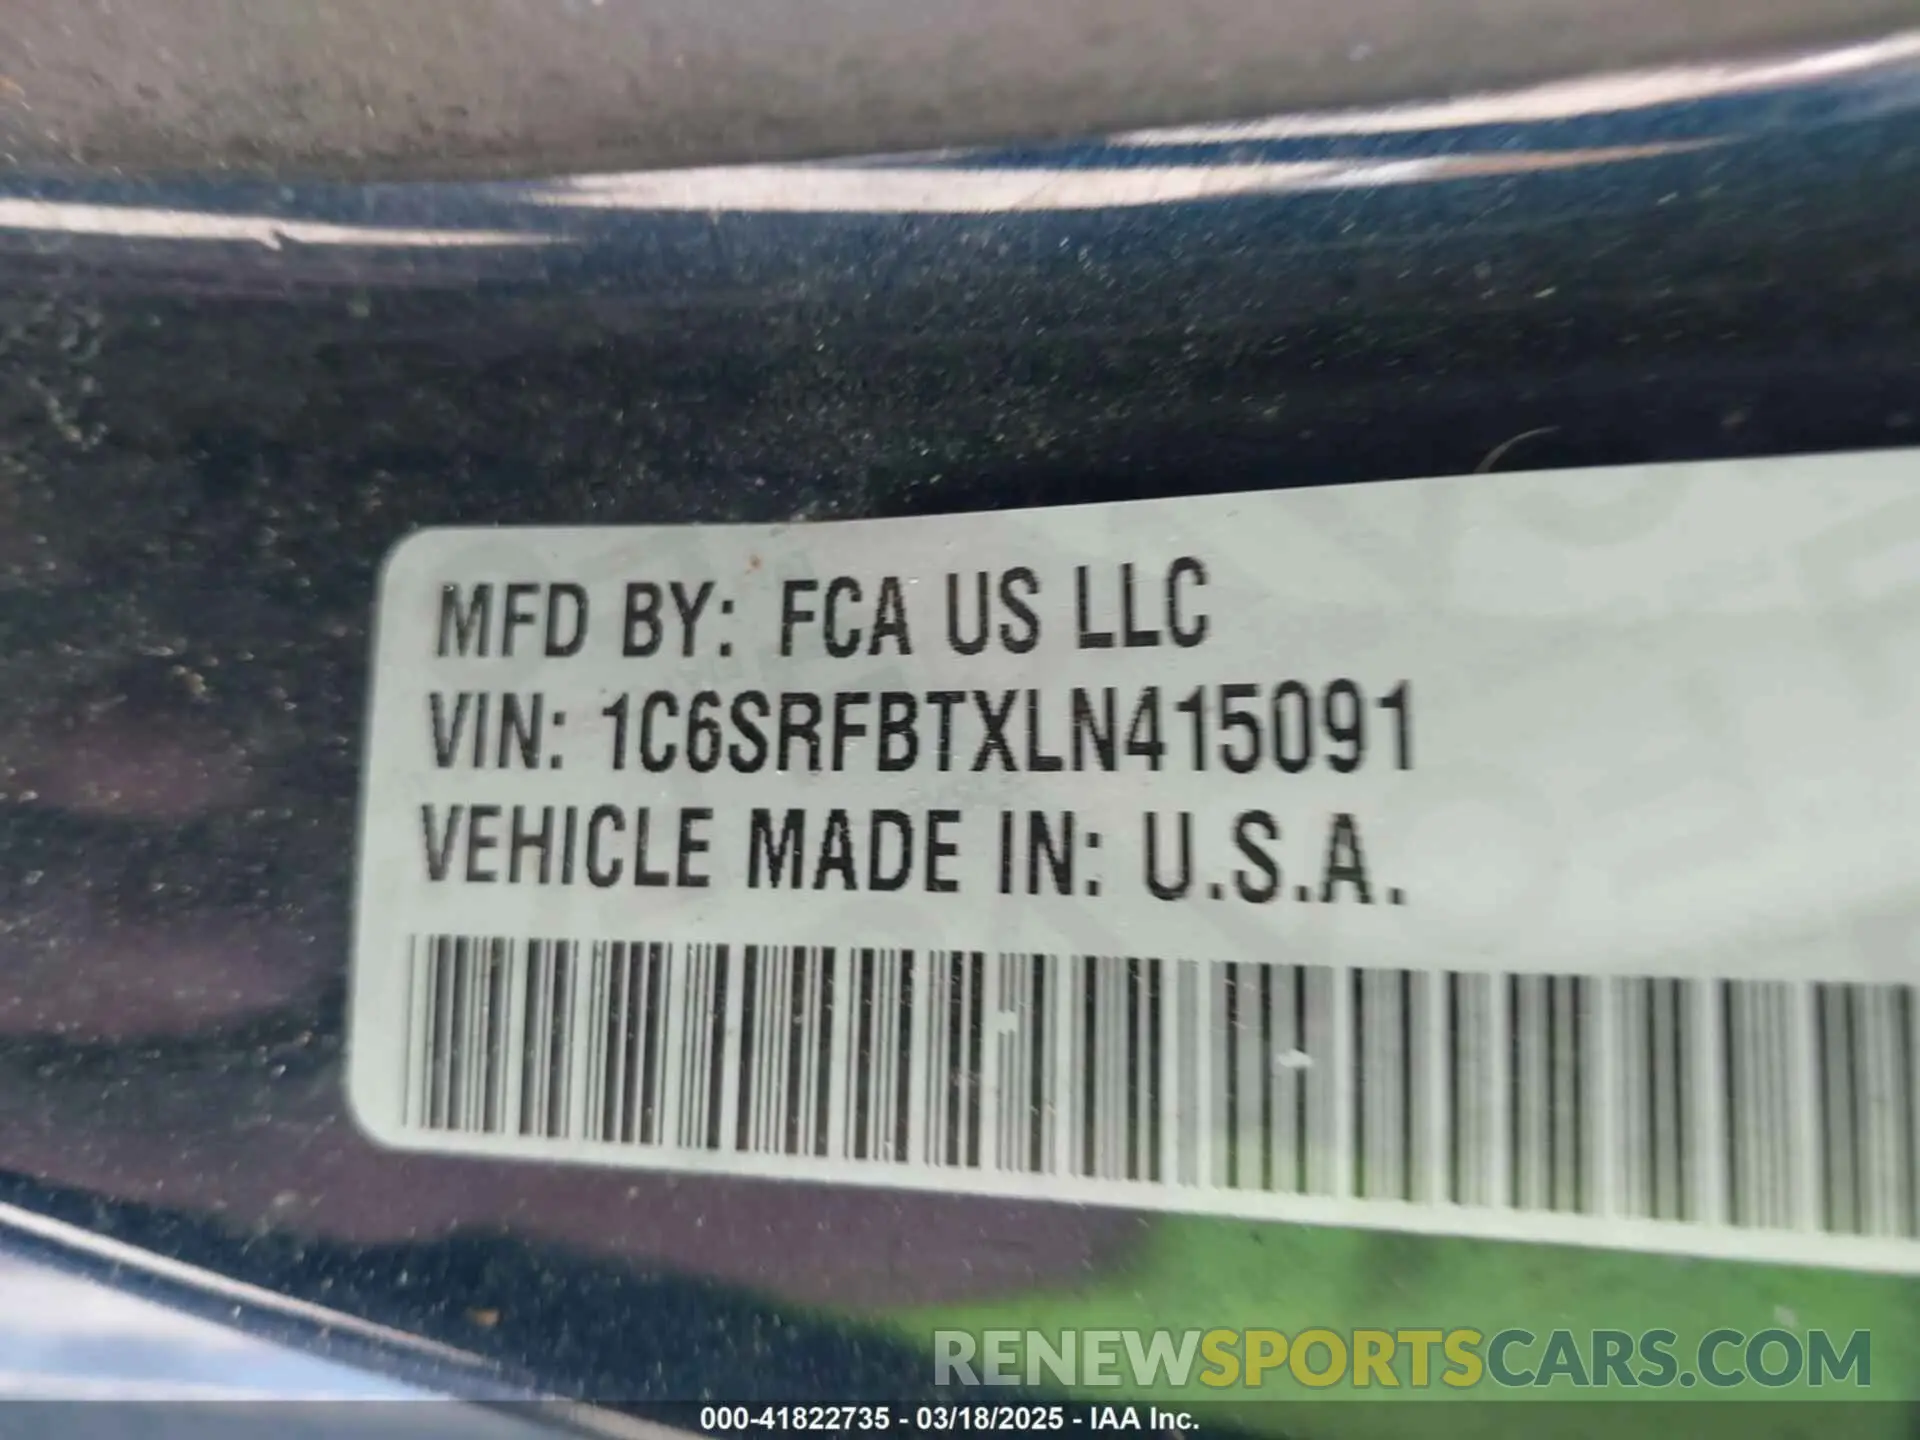 MFD BY: FCA US LLC
VIN: 1C6SRFBTXLN415091
VEHICLE MADE IN: U.S.A.
RENEWSPORTSCARS.COM
000-41822735 - 03/18/2025 - IAA Inc.